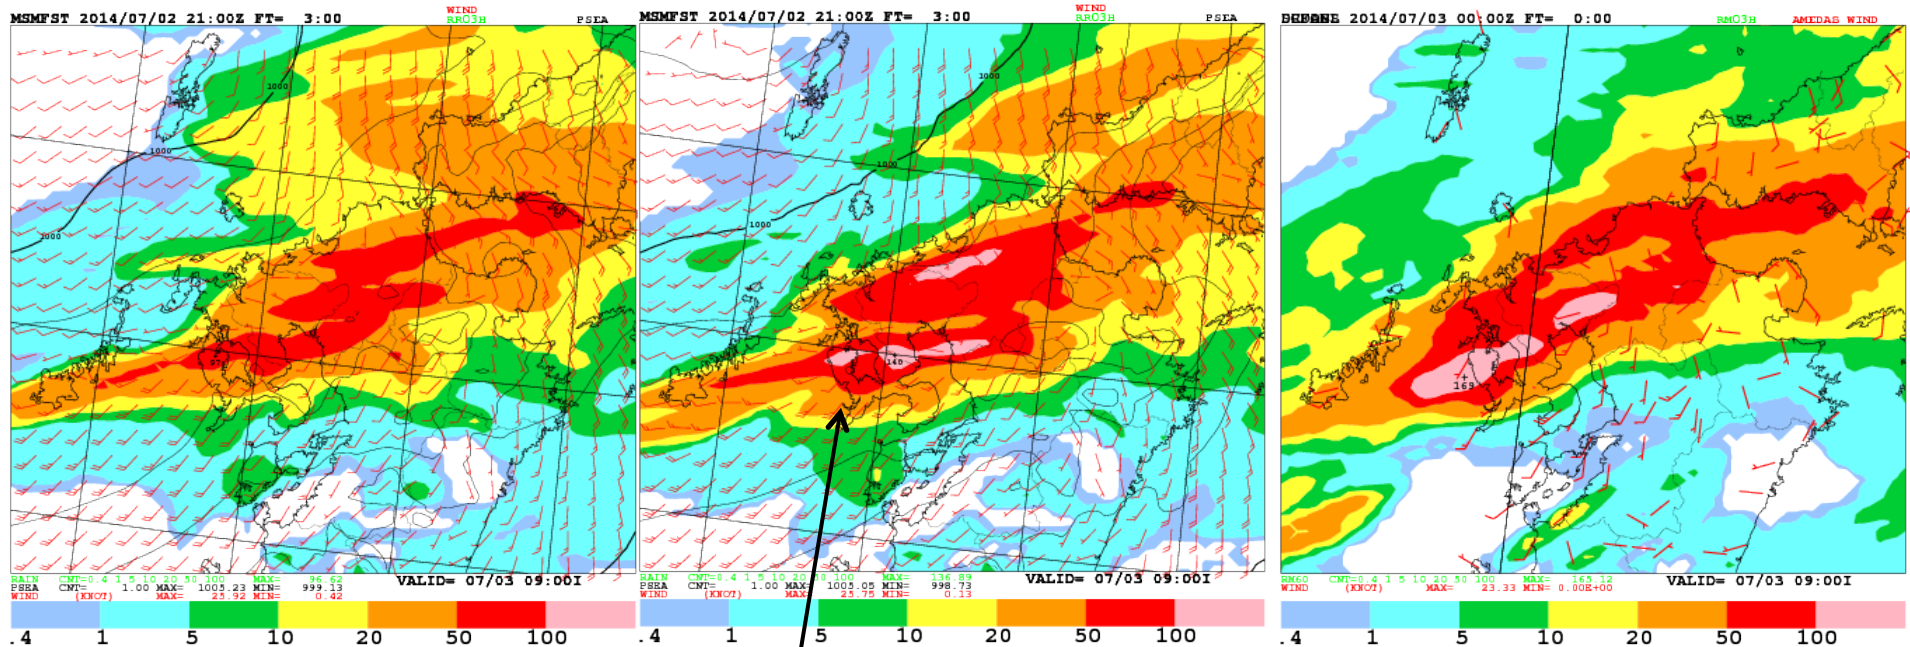 MSMFST 2014/07/02 21:00Z FT= 3:00
WIND
RR03H
PSEA
1000
1000
1000
RAIN CNT=0.4 1 5 10 20 50 100 MAX= 96.62
PSEA CNT= 1.00 MAX= 1005.23 MIN= 999.13
WIND (KNOT) MAX= 25.92 MIN= 0.42
VALID= 07/03 09:00I
.4 1 5 10 20 50 100
MSMFST 2014/07/02 21:00Z FT= 3:00
WIND
RR03H
PSEA
1000
1000
1000
140
RAIN CNT=0.4 1 5 10 20 50 100 MAX= 136.89
PSEA CNT= 1.00 MAX= 1005.05 MIN= 998.73
WIND (KNOT) MAX= 25.75 MIN= 0.13
VALID= 07/03 09:00I
.4 1 5 10 20 50 100
2014/07/03 00:00Z FT= 0:00
RM03H
AMEDAS WIND
169
RM60 CNT=0.4 1 5 10 20 50 100 MAX= 165.12
WIND (KNOT) MAX= 23.33 MIN= 0.00E+00
VALID= 07/03 09:00I
.4 1 5 10 20 50 100